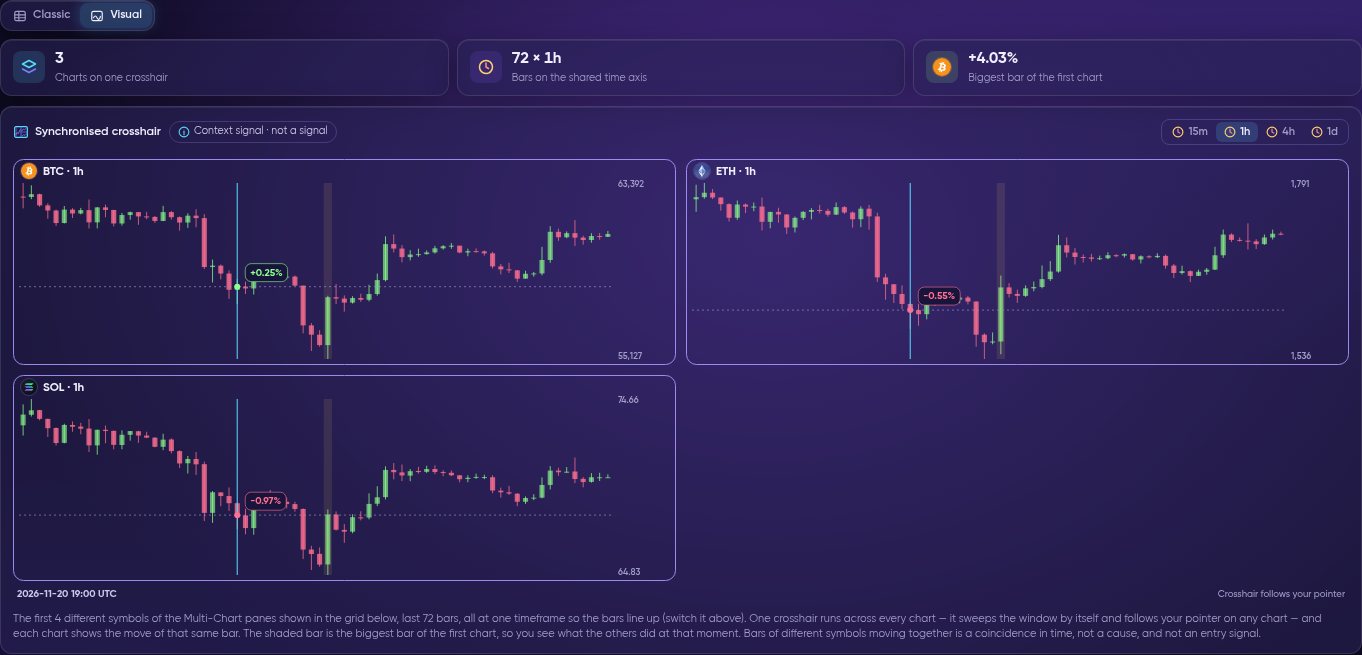 Classic Visual
3
Charts on one crosshair
72 × 1h
Bars on the shared time axis
+4.03%
Biggest bar of the first chart
Synchronised crosshair
Context signal · not a signal
15m 1h 4h 1d
BTC · 1h
63,392
+0.25%
55,127
ETH · 1h
1,791
−0.55%
1,536
SOL · 1h
74.66
−0.97%
64.83
2026-11-20 19:00 UTC
Crosshair follows your pointer
The first 4 different symbols of the Multi-Chart panes shown in the grid below, last 72 bars, all at one timeframe so the bars line up (switch it above). One crosshair runs across every chart — it sweeps the window by itself and follows your pointer on any chart — and
each chart shows the move of that same bar. The shaded bar is the biggest bar of the first chart, so you see what the others did at that moment. Bars of different symbols moving together is a coincidence in time, not a cause, and not an entry signal.